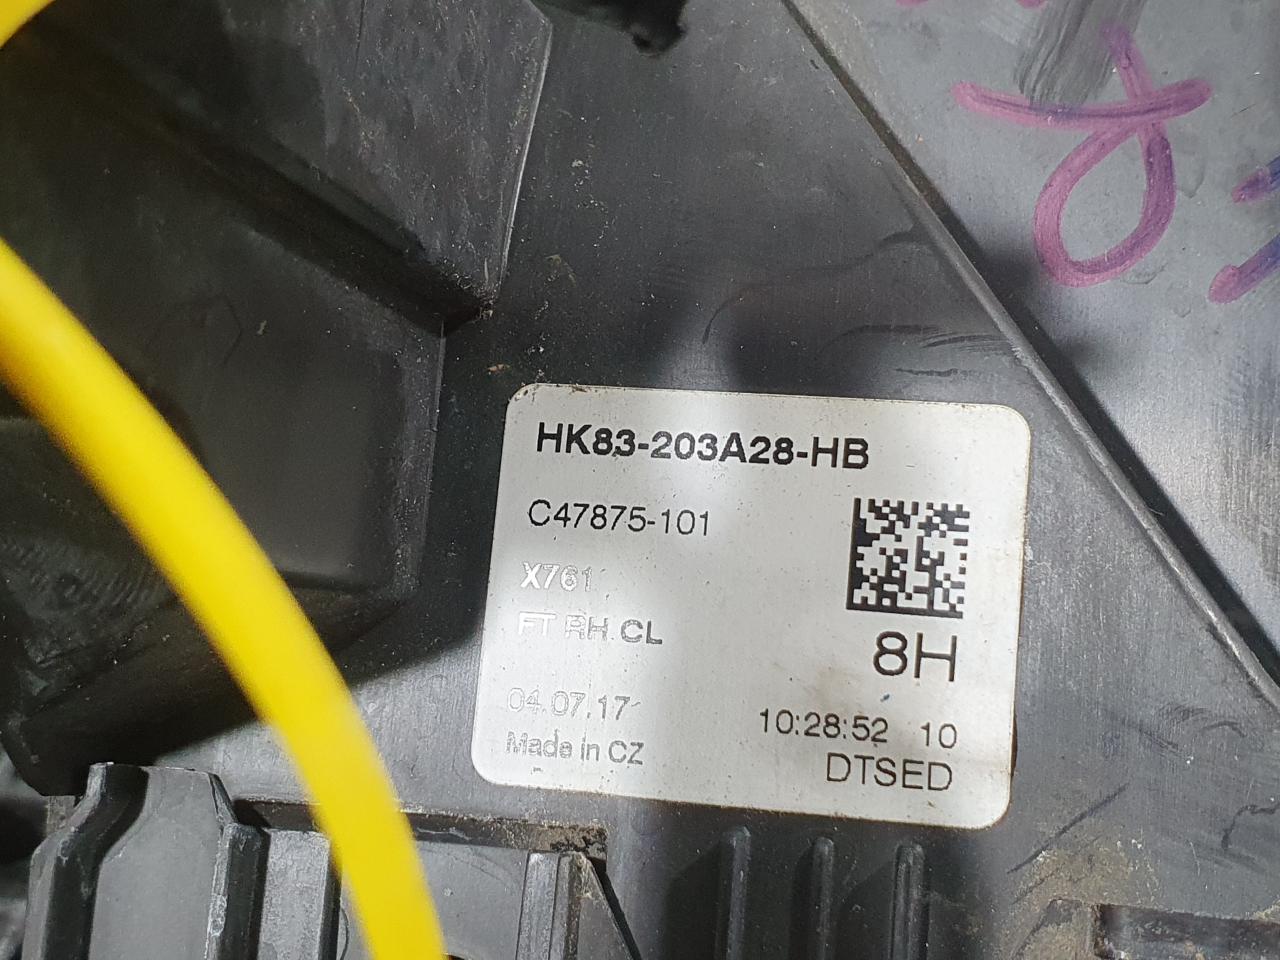 HK83-203A28-HB
C47875-101
X761
FT RH CL
8H
04.07.17
10:28:52 10
Made in CZ
DTSED